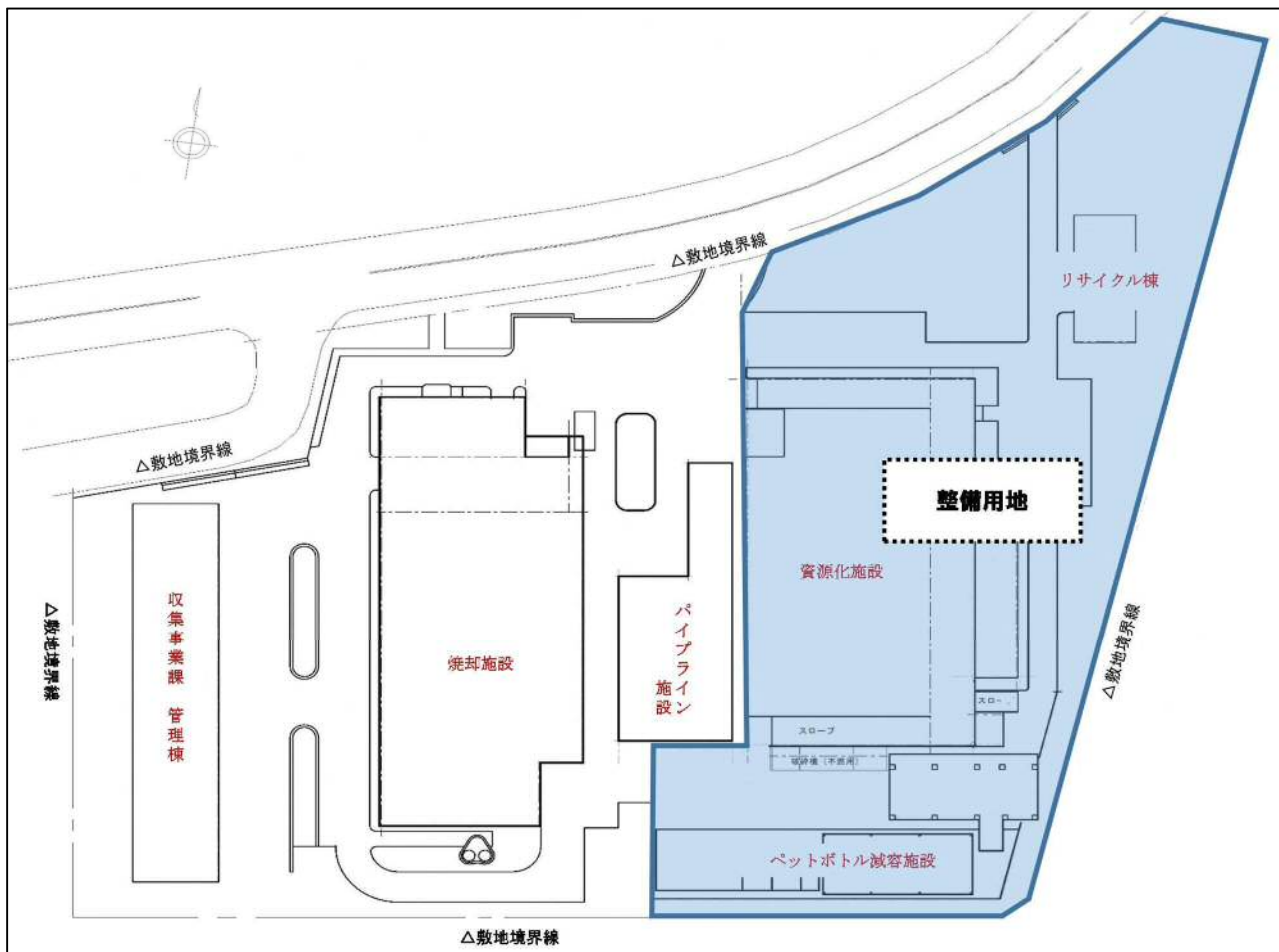 △敷地境界線
リサイクル棟
△敷地境界線
整備用地
資源化施設
△敷地境界線
収集事業課 管理棟
焼却施設
パイプライン
施設
△敷地境界線
スロープ
スロー
ペットボトル減容施設
△敷地境界線